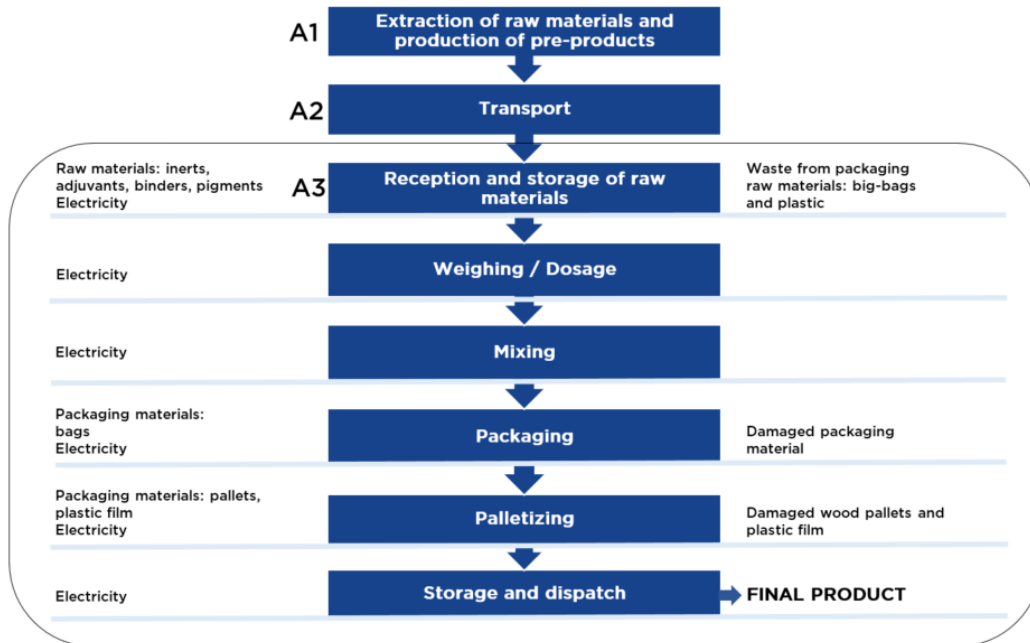 A1
Extraction of raw materials and
production of pre-products
A2
Transport
Raw materials: inerts,
adjuvants, binders, pigments
Electricity
A3
Reception and storage of raw
materials
Waste from packaging
raw materials: big-bags
and plastic
Electricity
Weighing / Dosage
Electricity
Mixing
Packaging materials:
bags
Electricity
Packaging
Damaged packaging
material
Packaging materials: pallets,
plastic film
Electricity
Palletizing
Damaged wood pallets and
plastic film
Electricity
Storage and dispatch
FINAL PRODUCT